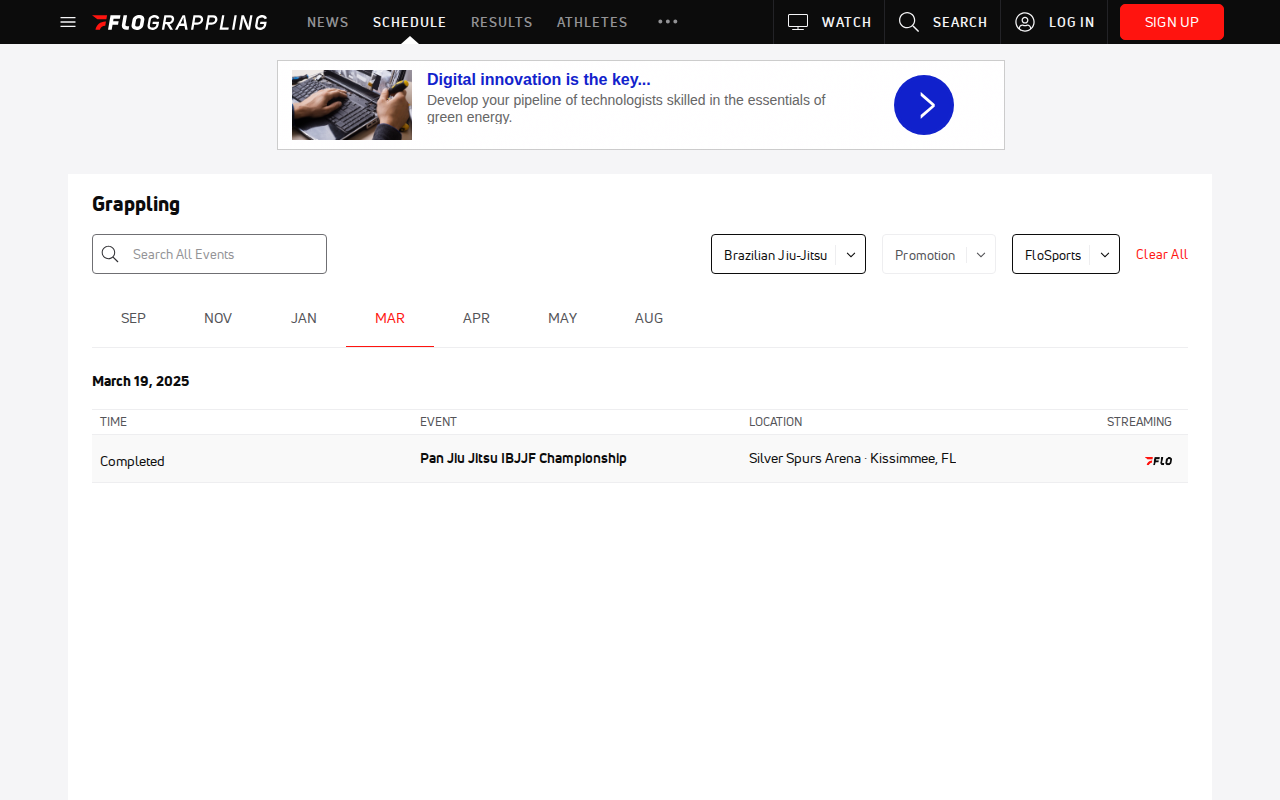 FLOGRAPPLING NEWS SCHEDULE RESULTS ATHLETES WATCH SEARCH LOG IN SIGN UP
Digital innovation is the key...
Develop your pipeline of technologists skilled in the essentials of
green energy.
Grappling
Search All Events Brazilian Jiu-Jitsu Promotion FloSports Clear All
SEP NOV JAN MAR APR MAY AUG
March 19, 2025
TIME EVENT LOCATION STREAMING
Completed Pan Jiu Jitsu IBJJF Championship Silver Spurs Arena · Kissimmee, FL FLO